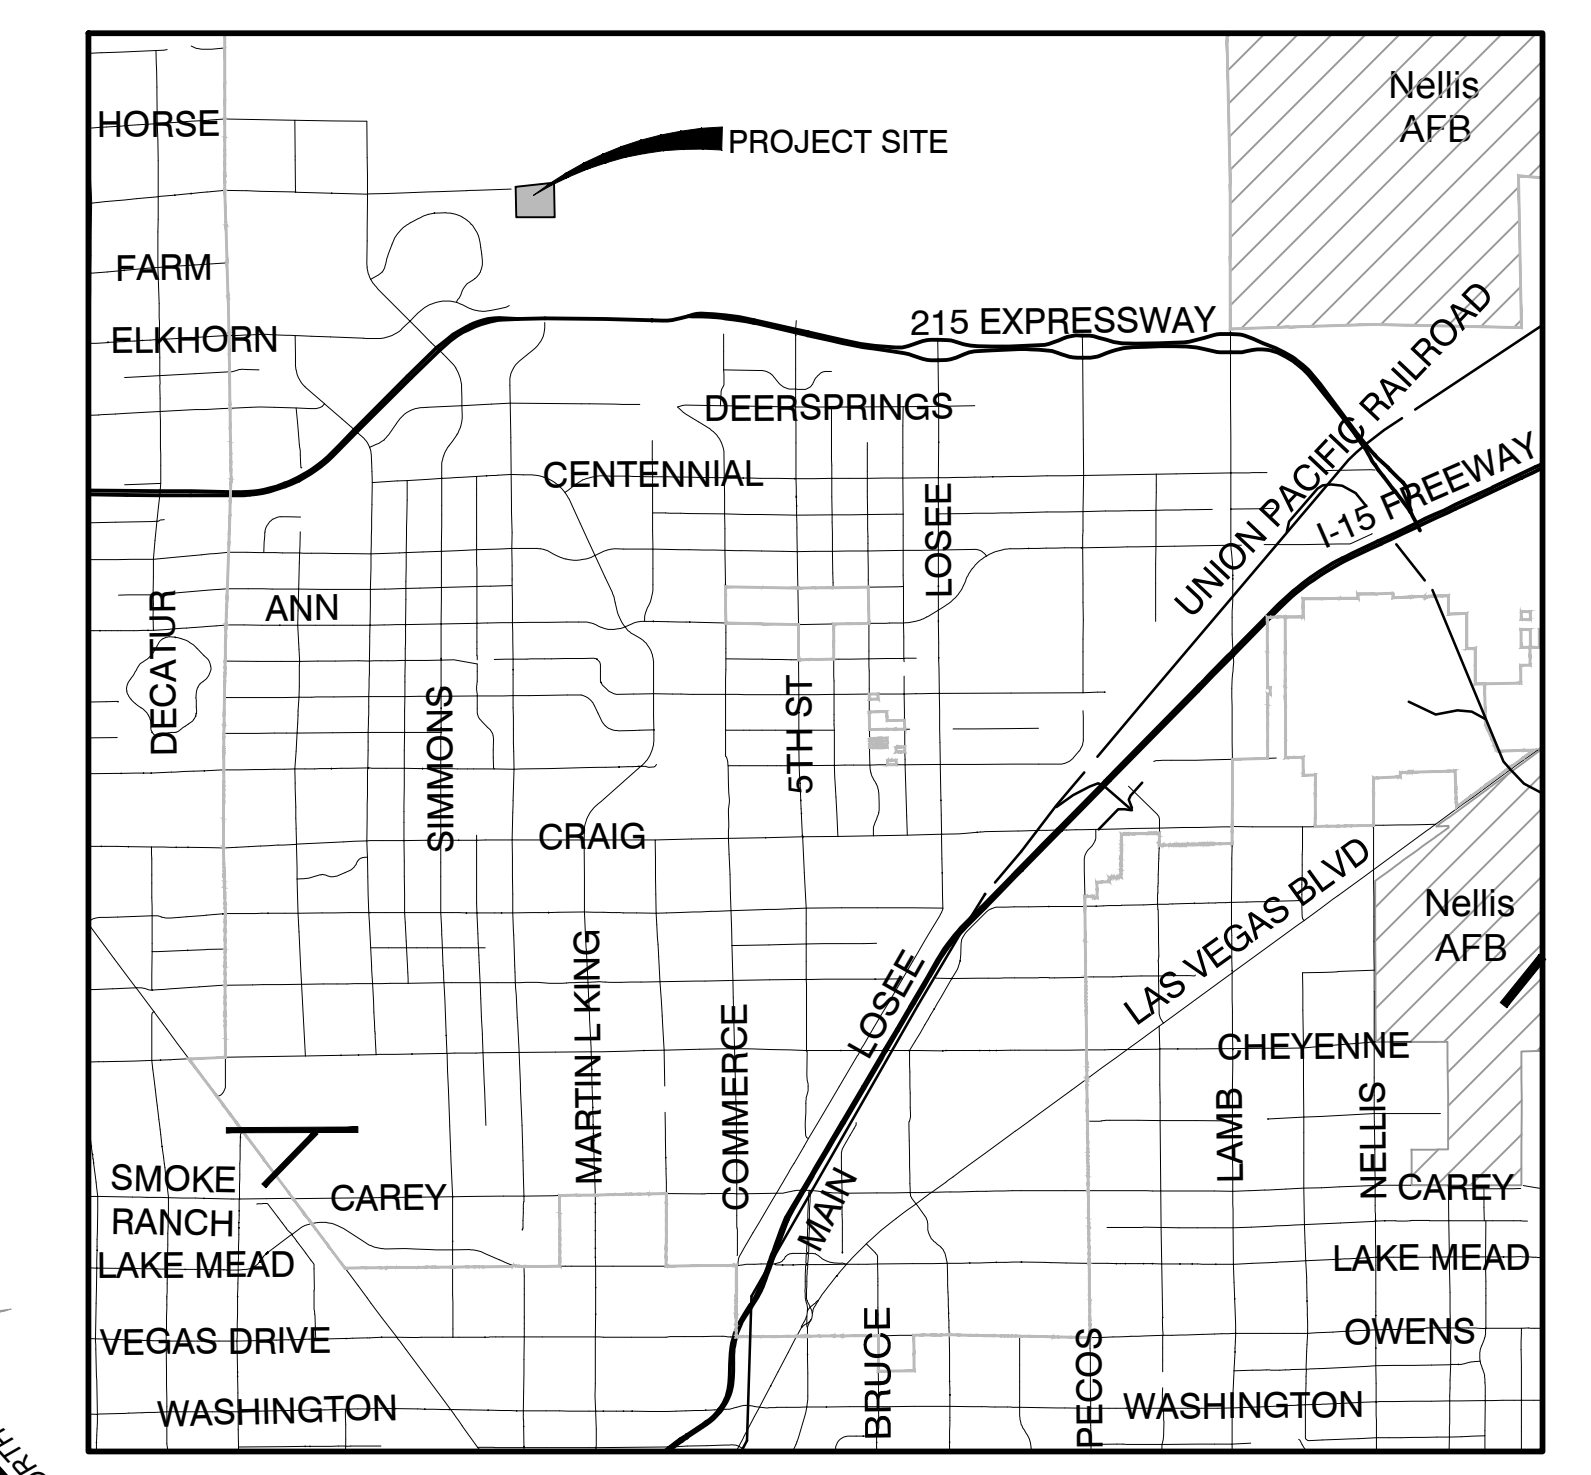 Nellis
AFB
HORSE
PROJECT SITE
FARM
ELKHORN
215 EXPRESSWAY
UNION PACIFIC RAILROAD
DEERSPRINGS
CENTENNIAL
I-15 FREEWAY
LOSEE
ANN
DECATUR
SIMMONS
5TH ST
CRAIG
LAS VEGAS BLVD
Nellis
AFB
MARTIN L KING
COMMERCE
LOSEE
CHEYENNE
LAMB
NELLIS
SMOKE
RANCH
CAREY
MAIN
CAREY
LAKE MEAD
LAKE MEAD
VEGAS DRIVE
BRUCE
PECOS
OWENS
WASHINGTON
WASHINGTON